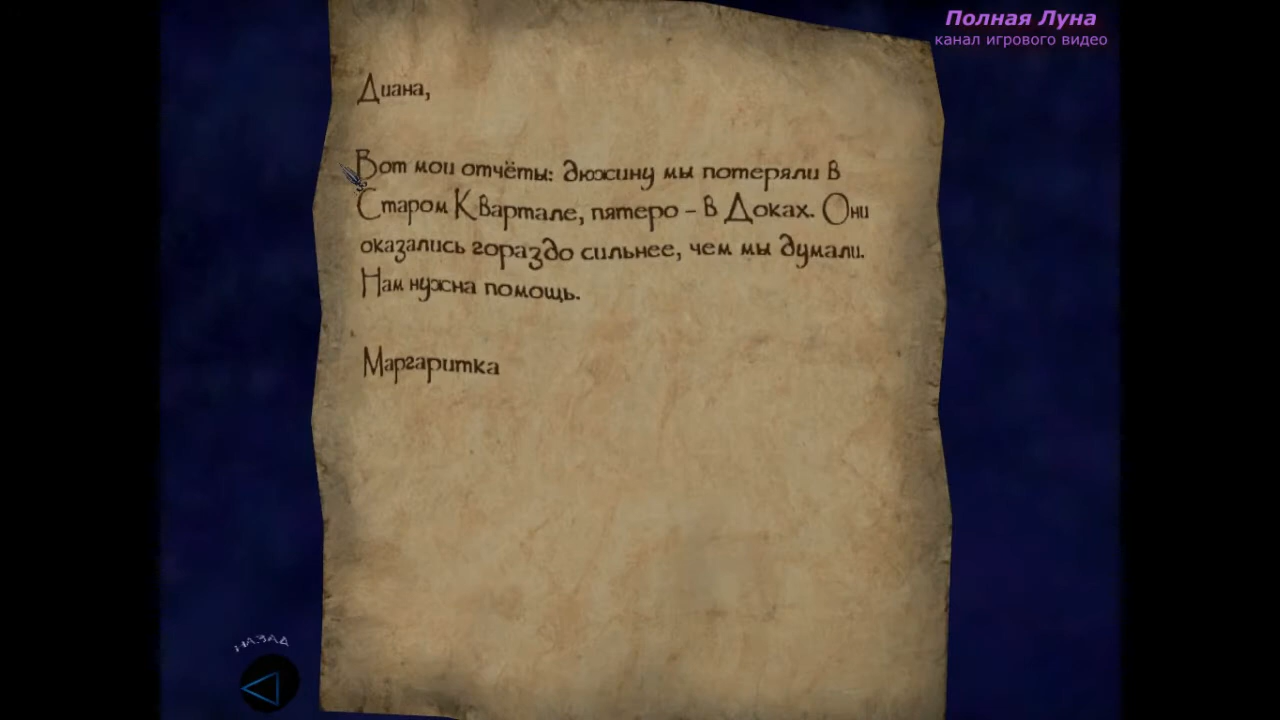 Полная Луна
канал игрового видео
Диана,
Вот мои отчёты: дюжину мы потеряли в
Старом Квартале, пятеро - в Доках. Они
оказались гораздо сильнее, чем мы думали.
Нам нужна помощь.
Маргаритка
НАЗАД